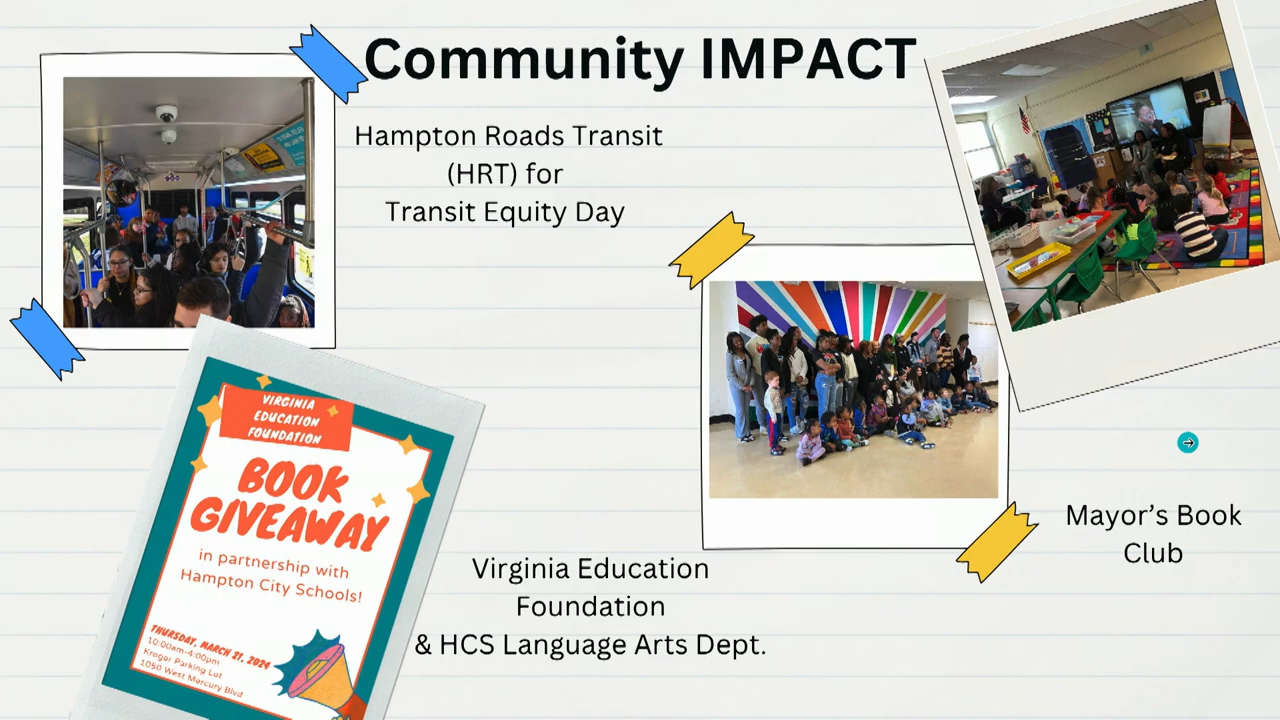 Community IMPACT
Hampton Roads Transit
(HRT) for
Transit Equity Day
VIRGINIA
EDUCATION
FOUNDATION
BOOK
GIVEAWAY
in partnership with
Hampton City Schools!
THURSDAY, MARCH 21, 2024
10:00am-4:00pm
Kroger Parking Lot
1050 West Mercury Blvd
Virginia Education
Foundation
& HCS Language Arts Dept.
Mayor’s Book
Club